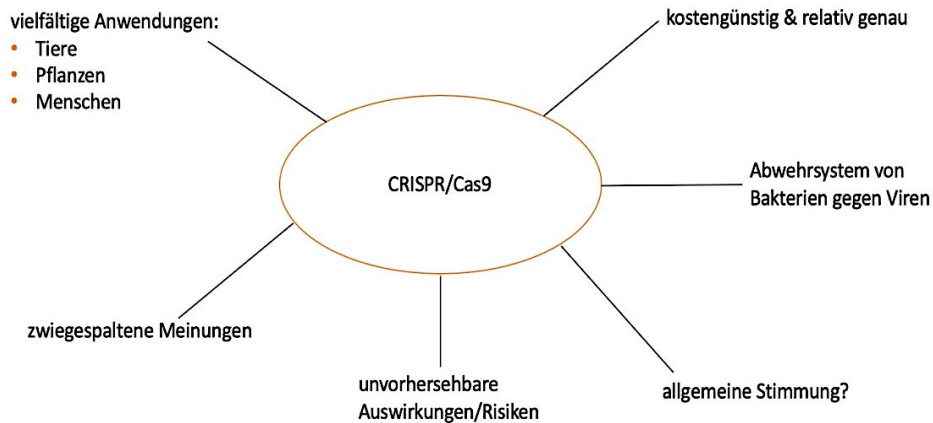 vielfältige Anwendungen:
• Tiere
• Pflanzen
• Menschen
kostengünstig & relativ genau
CRISPR/Cas9
Abwehrsystem von
Bakterien gegen Viren
zwiegespaltene Meinungen
unvorhersehbare
Auswirkungen/Risiken
allgemeine Stimmung?